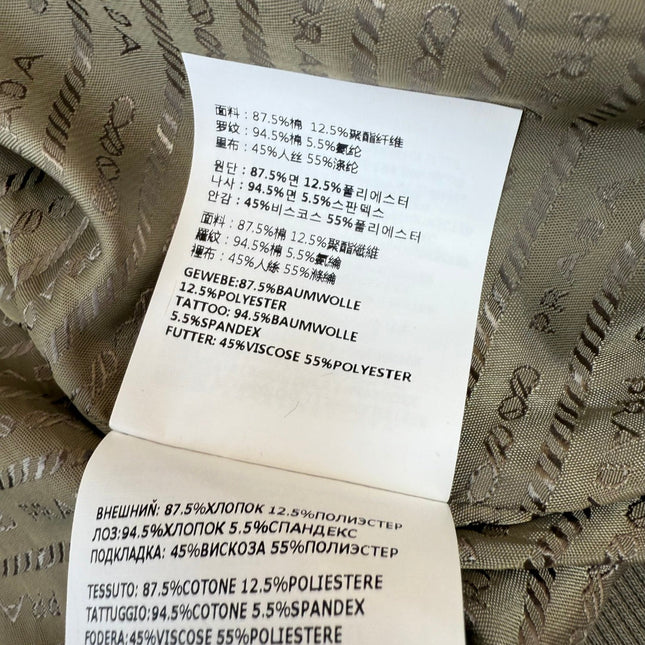 面料：87.5%棉 12.5%聚酯纤维
罗纹：94.5%棉 5.5%氨纶
里布：45%人丝 55%涤纶
원단：87.5%면 12.5%폴리에스터
나사：94.5%면 5.5%스판덱스
안감：45%비스코스 55%폴리에스터
面料：87.5%棉 12.5%聚酯纖維
羅紋：94.5%棉 5.5%氨綸
裡布：45%人絲 55%滌綸
GEWEBE:87.5%BAUMWOLLE
12.5%POLYESTER
TATTOO: 94.5%BAUMWOLLE
5.5%SPANDEX
FUTTER: 45%VISCOSE 55%POLYESTER
ВНЕШНИЙ: 87.5%ХЛОПОК 12.5%ПОЛИЭСТЕР
ЛОЗ:94.5%ХЛОПОК 5.5%СПАНДЕКС
ПОДКЛАДКА: 45%ВИСКОЗА 55%ПОЛИЭСТЕР
TESSUTO: 87.5%COTONE 12.5%POLIESTERE
TATTUGGIO:94.5%COTONE 5.5%SPANDEX
FODERA:45%VISCOSE 55%POLIESTERE